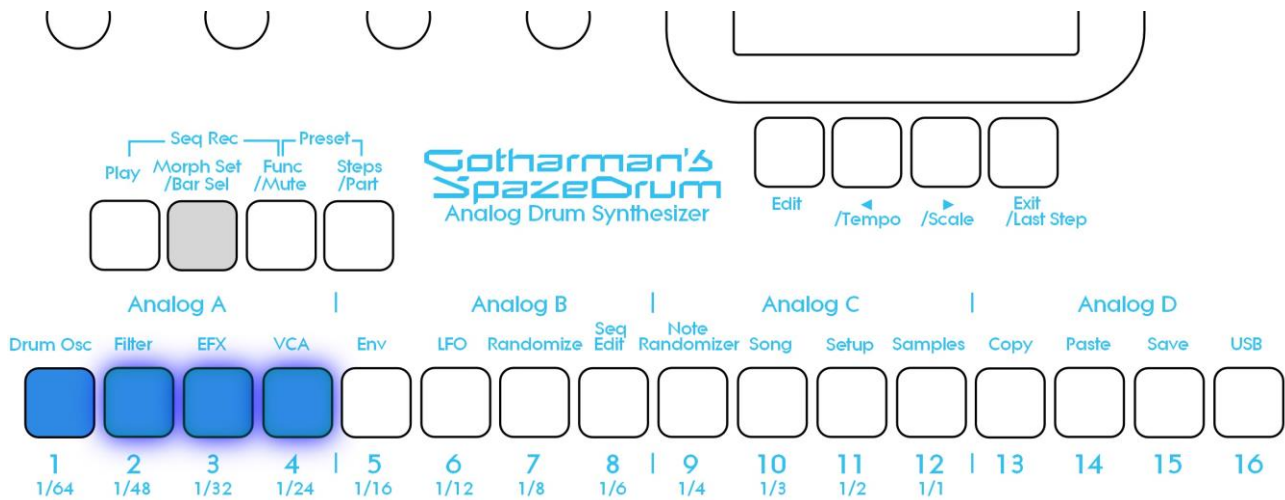 Seq Rec Preset
Play Morph Set Func Steps
/Bar Sel /Mute /Part
Gotharman's
SpazeDrum
Analog Drum Synthesizer
Edit ◄ ► Exit
/Tempo /Scale /Last Step
Analog A | Analog B | Analog C | Analog D
Drum Osc Filter EFX VCA Env LFO Randomize Seq Edit Note Randomizer Song Setup Samples Copy Paste Save USB
1 2 3 4 | 5 6 7 8 | 9 10 11 12 | 13 14 15 16
1/64 1/48 1/32 1/24 1/16 1/12 1/8 1/6 1/4 1/3 1/2 1/1